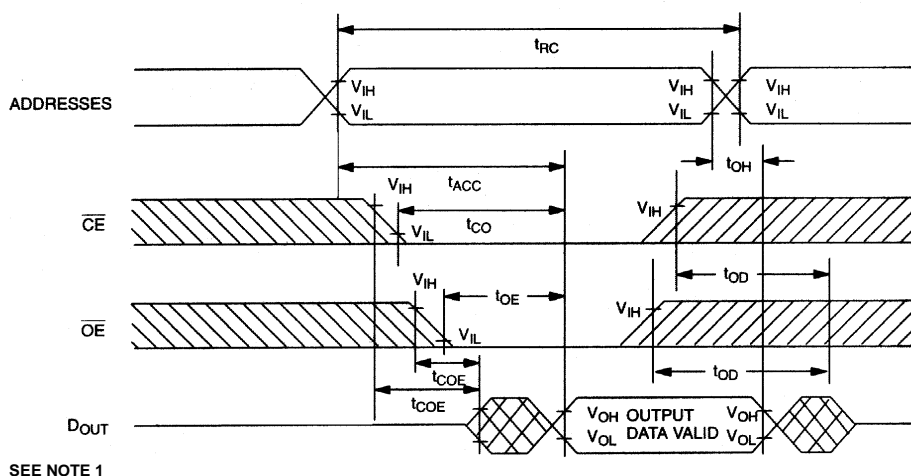 tRC
ADDRESSES
VIH VIH VIH
VIL VIL VIL
tOH
tACC
VIH
CE VIH
tCO
VIL
tOD
VIH tOE
OE VIH
VIL
tCOE tOD
tCOE
DOUT VOH OUTPUT VOH
VOL DATA VALID VOL
SEE NOTE 1